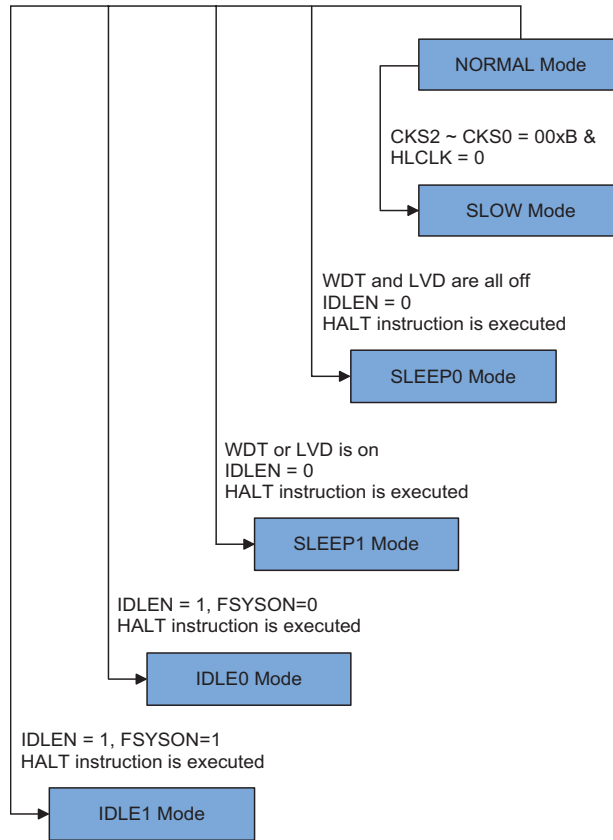 NORMAL Mode
CKS2 ~ CKS0 = 00xB &
HLCLK = 0
SLOW Mode
WDT and LVD are all off
IDLEN = 0
HALT instruction is executed
SLEEP0 Mode
WDT or LVD is on
IDLEN = 0
HALT instruction is executed
SLEEP1 Mode
IDLEN = 1, FSYSON=0
HALT instruction is executed
IDLE0 Mode
IDLEN = 1, FSYSON=1
HALT instruction is executed
IDLE1 Mode